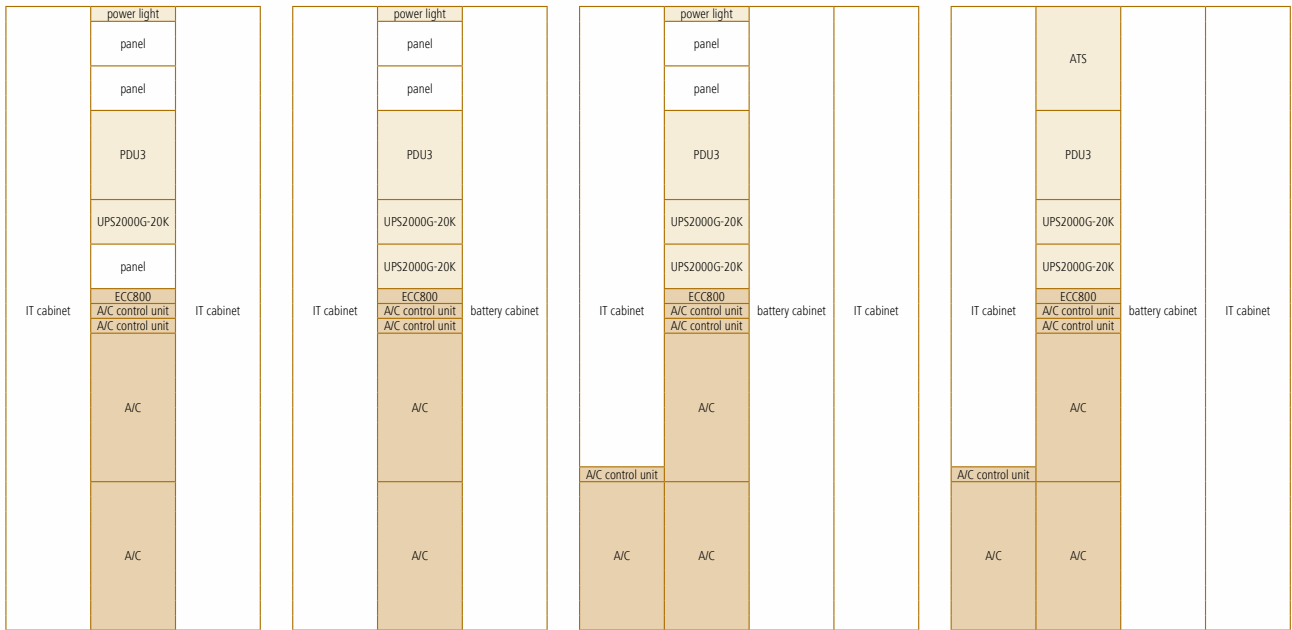 power light
panel
panel
PDU3
UPS2000G-20K
panel
ECC800
IT cabinet
A/C control unit
IT cabinet
A/C control unit
A/C
A/C
power light
panel
panel
PDU3
UPS2000G-20K
UPS2000G-20K
ECC800
IT cabinet
A/C control unit
battery cabinet
A/C control unit
A/C
A/C
power light
panel
panel
PDU3
UPS2000G-20K
UPS2000G-20K
ECC800
IT cabinet
A/C control unit
battery cabinet
IT cabinet
A/C control unit
A/C
A/C control unit
A/C
A/C
ATS
PDU3
UPS2000G-20K
UPS2000G-20K
ECC800
IT cabinet
A/C control unit
battery cabinet
IT cabinet
A/C control unit
A/C
A/C control unit
A/C
A/C